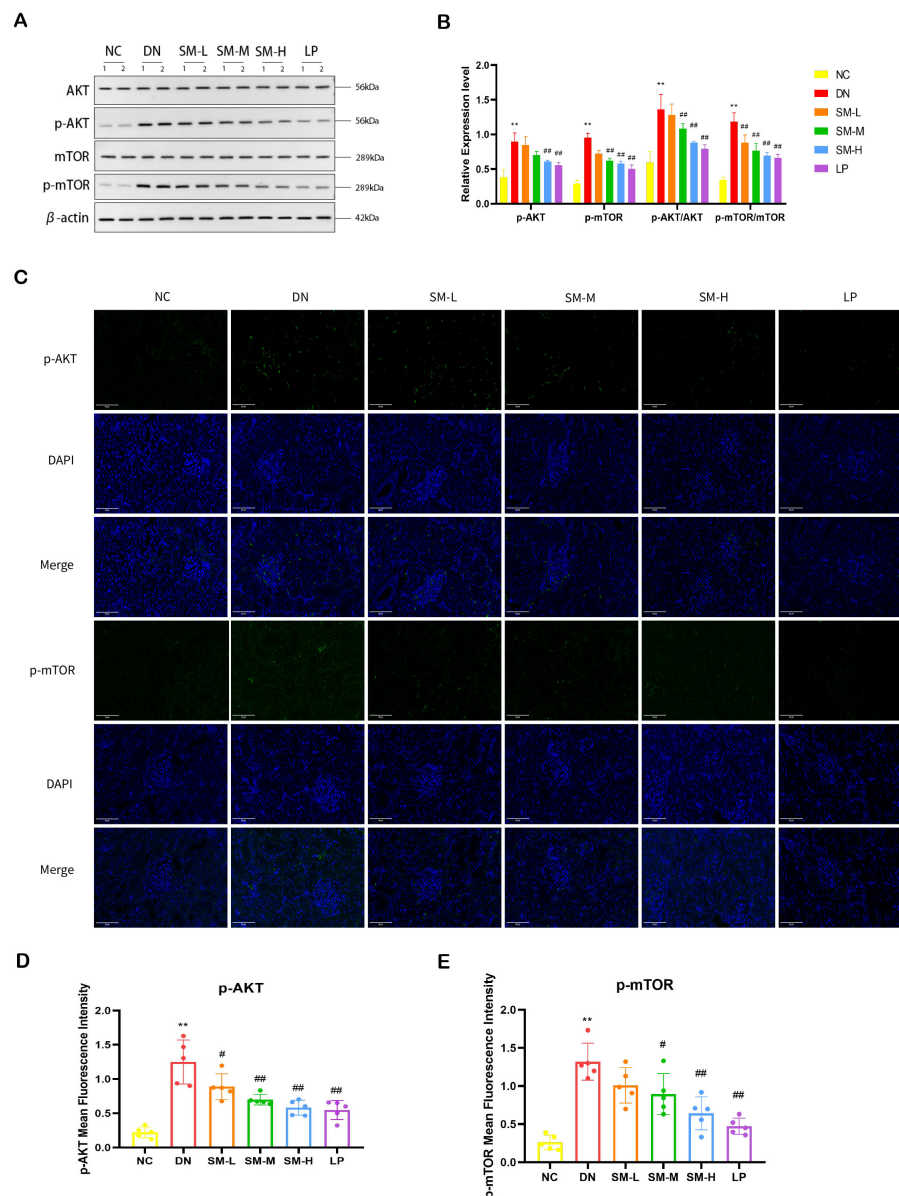 A
NC DN SM-L SM-M SM-H LP
1 2 1 2 1 2 1 2 1 2 1 2
AKT 56kDa
p-AKT 56kDa
mTOR 289kDa
p-mTOR 289kDa
β-actin 42kDa
B
Relative Expression level
2.0
1.5
1.0
0.5
0.0
** ** ** ## ## ## ** ## ## ## ##
## ## ## ## ##
p-AKT p-mTOR p-AKT/AKT p-mTOR/mTOR
NC
DN
SM-L
SM-M
SM-H
LP
C
NC DN SM-L SM-M SM-H LP
p-AKT
DAPI
Merge
p-mTOR
DAPI
Merge
D
p-AKT
p-AKT Mean Fluorescence Intensity
2.0
1.5
1.0
0.5
0.0
** # ## ## ##
NC DN SM-L SM-M SM-H LP
E
p-mTOR
p-mTOR Mean Fluorescence Intensity
2.0
1.5
1.0
0.5
0.0
** # ## ##
NC DN SM-L SM-M SM-H LP